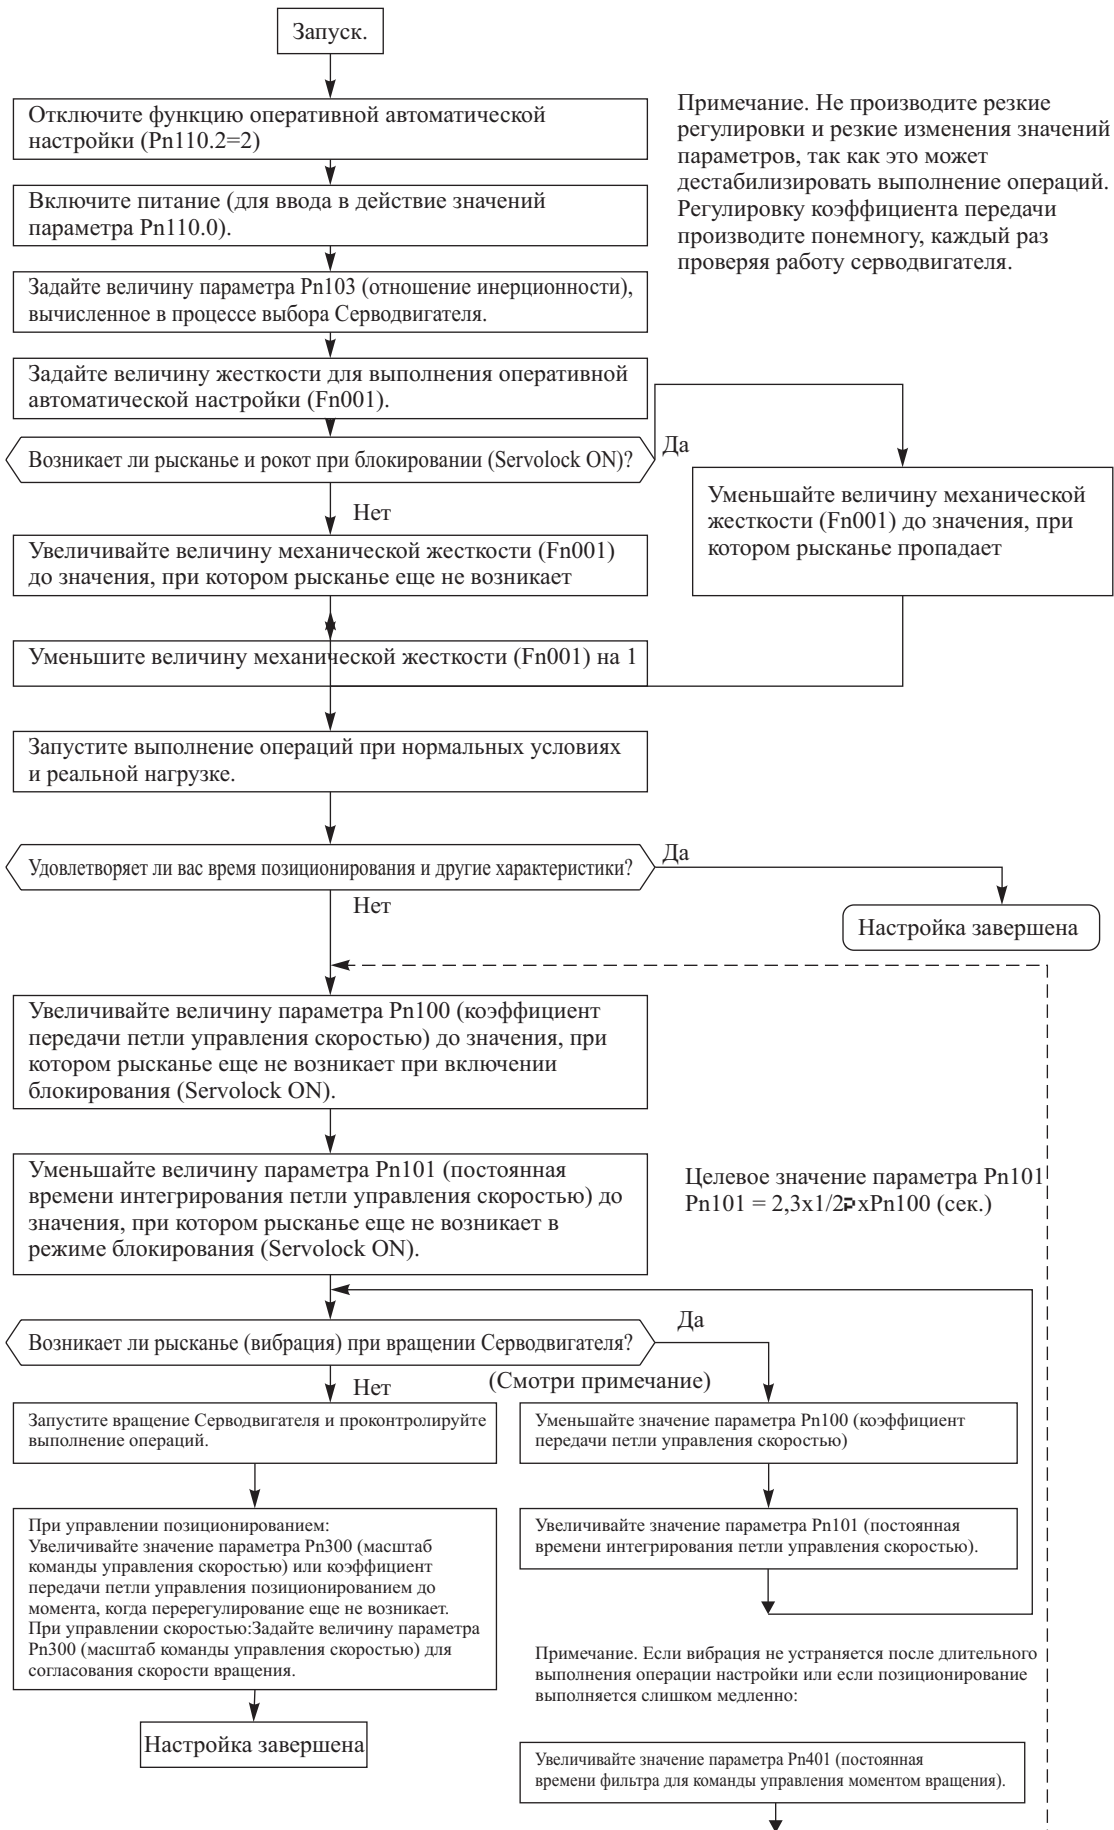 Запуск.
Отключите функцию оперативной автоматической
настройки (Pn110.2=2)
Примечание. Не производите резкие
регулировки и резкие изменения значений
параметров, так как это может
дестабилизировать выполнение операций.
Регулировку коэффициента передачи
производите понемногу, каждый раз
проверяя работу серводвигателя.
Включите питание (для ввода в действие значений
параметра Pn110.0).
Задайте величину параметра Pn103 (отношение инерционности),
вычисленное в процессе выбора Серводвигателя.
Задайте величину жесткости для выполнения оперативной
автоматической настройки (Fn001).
Возникает ли рысканье и рокот при блокировании (Servolock ON)?
Да
Нет
Уменьшайте величину механической
жесткости (Fn001) до значения, при
котором рысканье пропадает
Увеличивайте величину механической жесткости (Fn001)
до значения, при котором рысканье еще не возникает
Уменьшите величину механической жесткости (Fn001) на 1
Запустите выполнение операций при нормальных условиях
и реальной нагрузке.
Удовлетворяет ли вас время позиционирования и другие характеристики?
Да
Нет
Настройка завершена
Увеличивайте величину параметра Pn100 (коэффициент
передачи петли управления скоростью) до значения, при
котором рысканье еще не возникает при включении
блокирования (Servolock ON).
Уменьшайте величину параметра Pn101 (постоянная
времени интегрирования петли управления скоростью) до
значения, при котором рысканье еще не возникает в
режиме блокирования (Servolock ON).
Целевое значение параметра Pn101
Pn101 = 2,3x1/2P xPn100 (сек.)
Возникает ли рысканье (вибрация) при вращении Серводвигателя?
Да
Нет
(Смотри примечание)
Запустите вращение Серводвигателя и проконтролируйте
выполнение операций.
Уменьшайте значение параметра Pn100 (коэффициент
передачи петли управления скоростью)
При управлении позиционированием:
Увеличивайте значение параметра Pn300 (масштаб
команды управления скоростью) или коэффициент
передачи петли управления позиционированием до
момента, когда перерегулирование еще не возникает.
При управлении скоростью:Задайте величину параметра
Pn300 (масштаб команды управления скоростью) для
согласования скорости вращения.
Увеличивайте значение параметра Pn101 (постоянная
времени интегрирования петли управления скоростью).
Примечание. Если вибрация не устраняется после длительного
выполнения операции настройки или если позиционирование
выполняется слишком медленно:
Настройка завершена
Увеличивайте значение параметра Pn401 (постоянная
времени фильтра для команды управления моментом вращения).